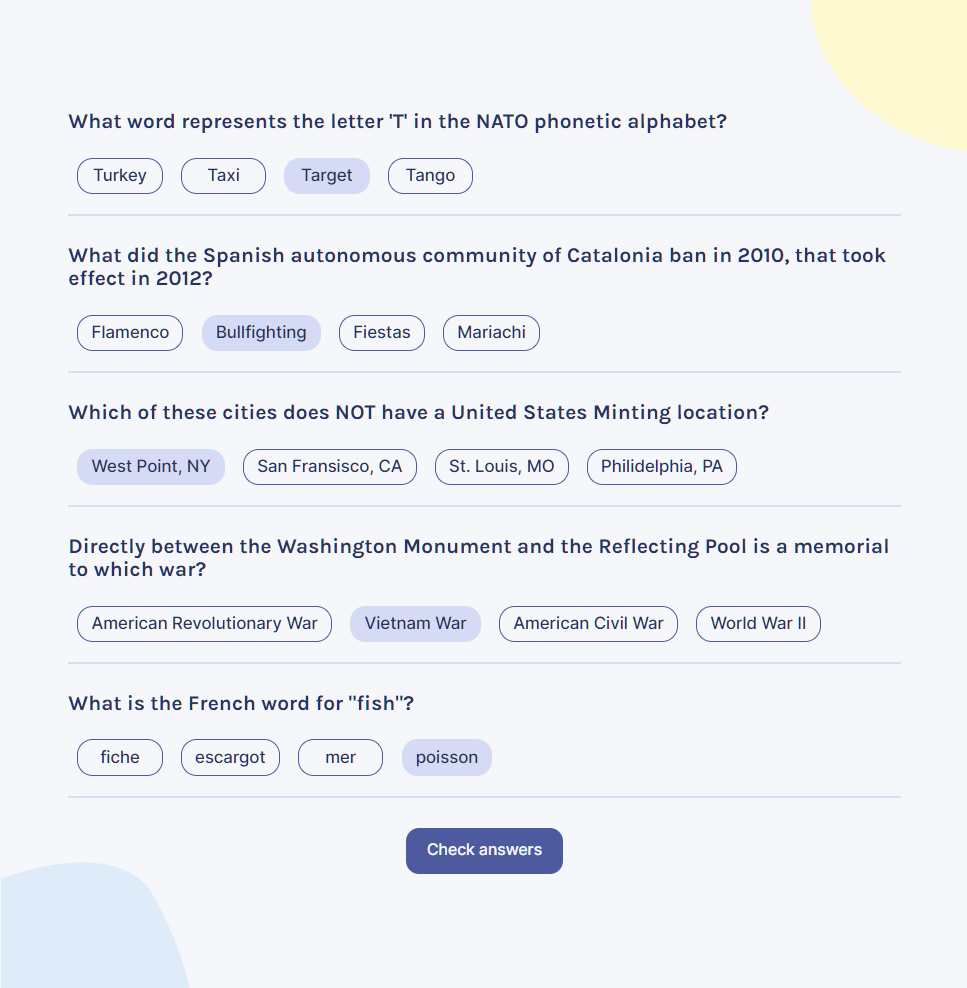 What word represents the letter 'T' in the NATO phonetic alphabet?
Turkey Taxi Target Tango
What did the Spanish autonomous community of Catalonia ban in 2010, that took
effect in 2012?
Flamenco Bullfighting Fiestas Mariachi
Which of these cities does NOT have a United States Minting location?
West Point, NY San Fransisco, CA St. Louis, MO Philidelphia, PA
Directly between the Washington Monument and the Reflecting Pool is a memorial
to which war?
American Revolutionary War Vietnam War American Civil War World War II
What is the French word for "fish"?
fiche escargot mer poisson
Check answers